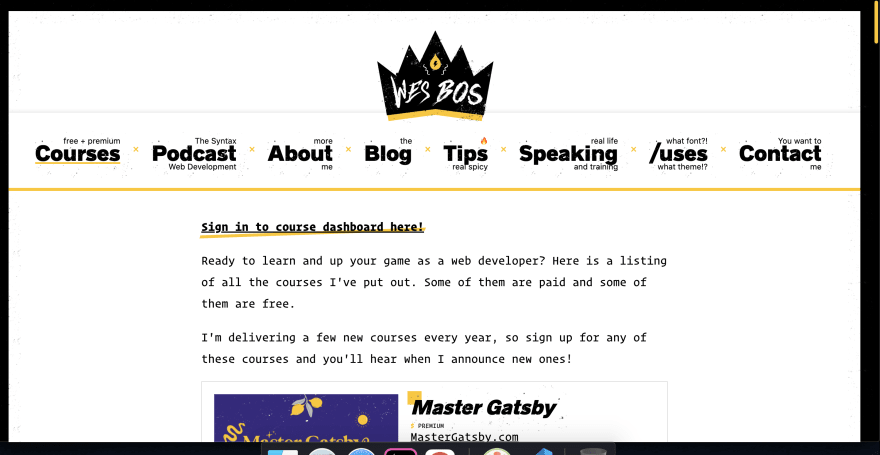 WES BOS
free + premium
Courses
The Syntax
Podcast
Web Development
more
About
me
the
Blog
Tips
real spicy
real life
Speaking
and training
what font?!
/uses
what theme!?
You want to
Contact
me
Sign in to course dashboard here!
Ready to learn and up your game as a web developer? Here is a listing
of all the courses I've put out. Some of them are paid and some of
them are free.
I'm delivering a few new courses every year, so sign up for any of
these courses and you'll hear when I announce new ones!
Master Gatsby
Master Gatsby
PREMIUM
MasterGatsby.com